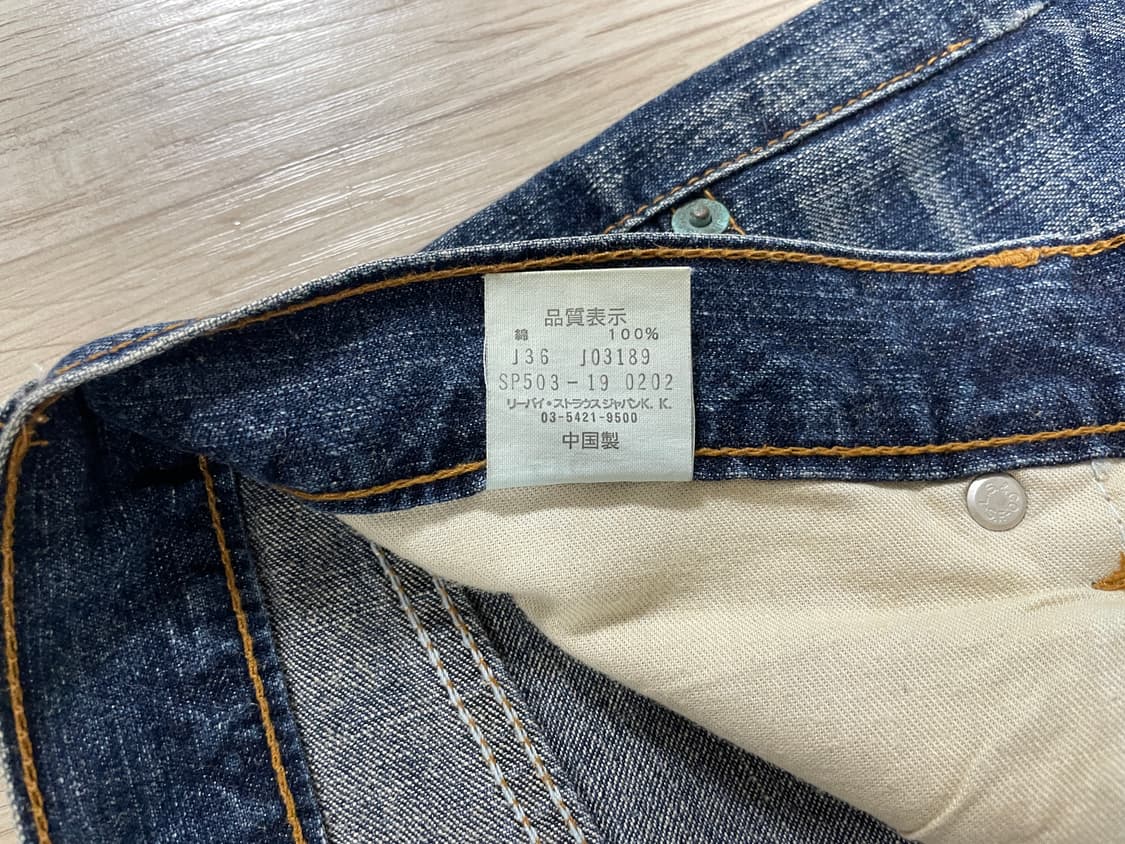 品質表示
綿 100%
J36 J03189
SP503-19 0202
リーバイ・ストラウスジャパンK. K.
03-5421-9500
中国製